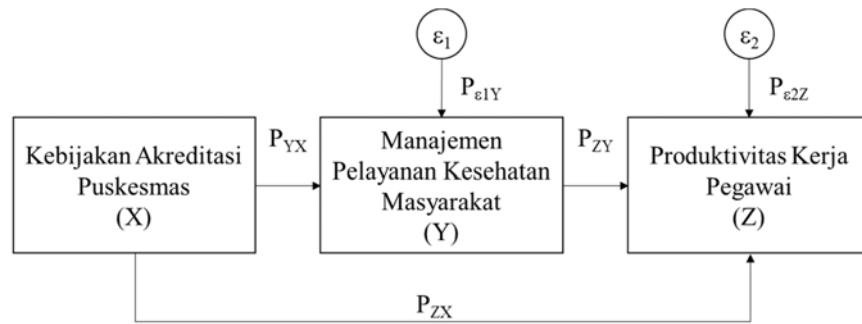 ε1
ε2
Pε1Y
Pε2Z
Kebijakan Akreditasi
Puskesmas
(X)
PYX
Manajemen
Pelayanan Kesehatan
Masyarakat
(Y)
PZY
Produktivitas Kerja
Pegawai
(Z)
PZX